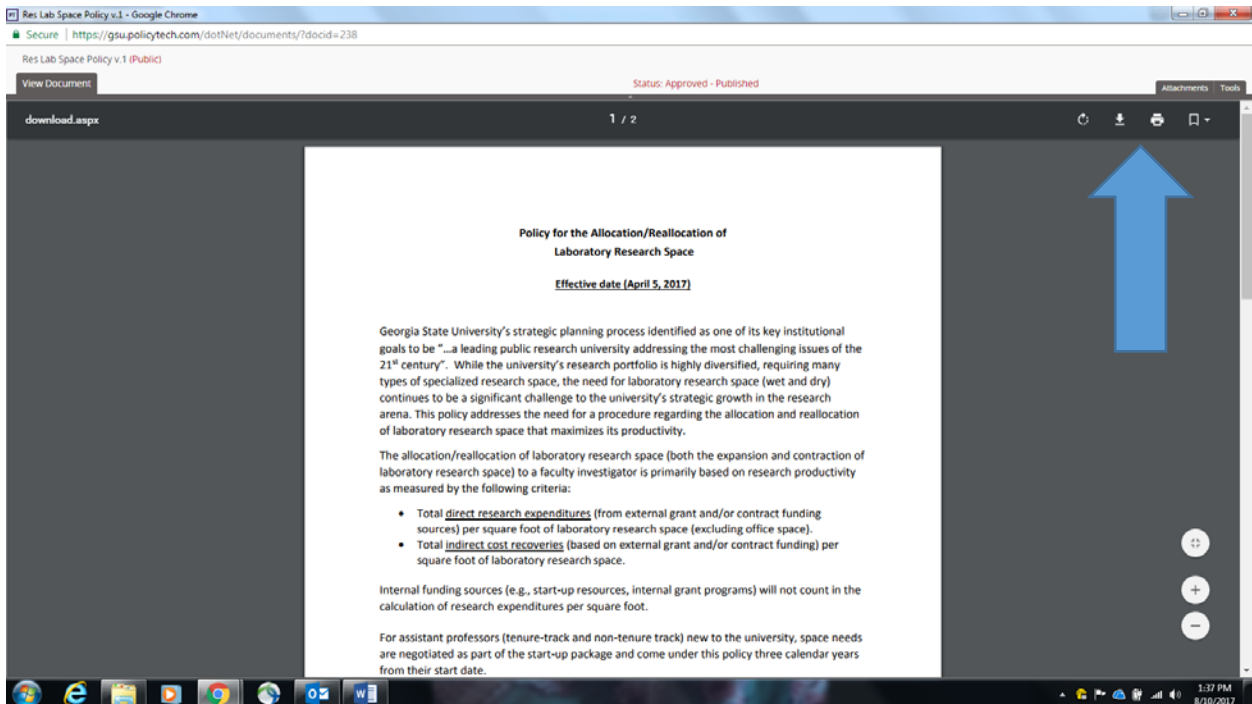 Res Lab Space Policy v.1 - Google Chrome
Secure | https://gsu.policytech.com/dotNet/documents/?docid=238
Res Lab Space Policy v.1 (Public)
View Document
Status: Approved - Published
Attachments Tools
download.aspx
1 / 2
Policy for the Allocation/Reallocation of
Laboratory Research Space
Effective date (April 5, 2017)
Georgia State University's strategic planning process identified as one of its key institutional
goals to be "…a leading public research university addressing the most challenging issues of the
21st century". While the university's research portfolio is highly diversified, requiring many
types of specialized research space, the need for laboratory research space (wet and dry)
continues to be a significant challenge to the university's strategic growth in the research
arena. This policy addresses the need for a procedure regarding the allocation and reallocation
of laboratory research space that maximizes its productivity.
The allocation/reallocation of laboratory research space (both the expansion and contraction of
laboratory research space) to a faculty investigator is primarily based on research productivity
as measured by the following criteria:
• Total direct research expenditures (from external grant and/or contract funding
sources) per square foot of laboratory research space (excluding office space).
• Total indirect cost recoveries (based on external grant and/or contract funding) per
square foot of laboratory research space.
Internal funding sources (e.g., start-up resources, internal grant programs) will not count in the
calculation of research expenditures per square foot.
For assistant professors (tenure-track and non-tenure track) new to the university, space needs
are negotiated as part of the start-up package and come under this policy three calendar years
from their start date.
1:37 PM
8/10/2017